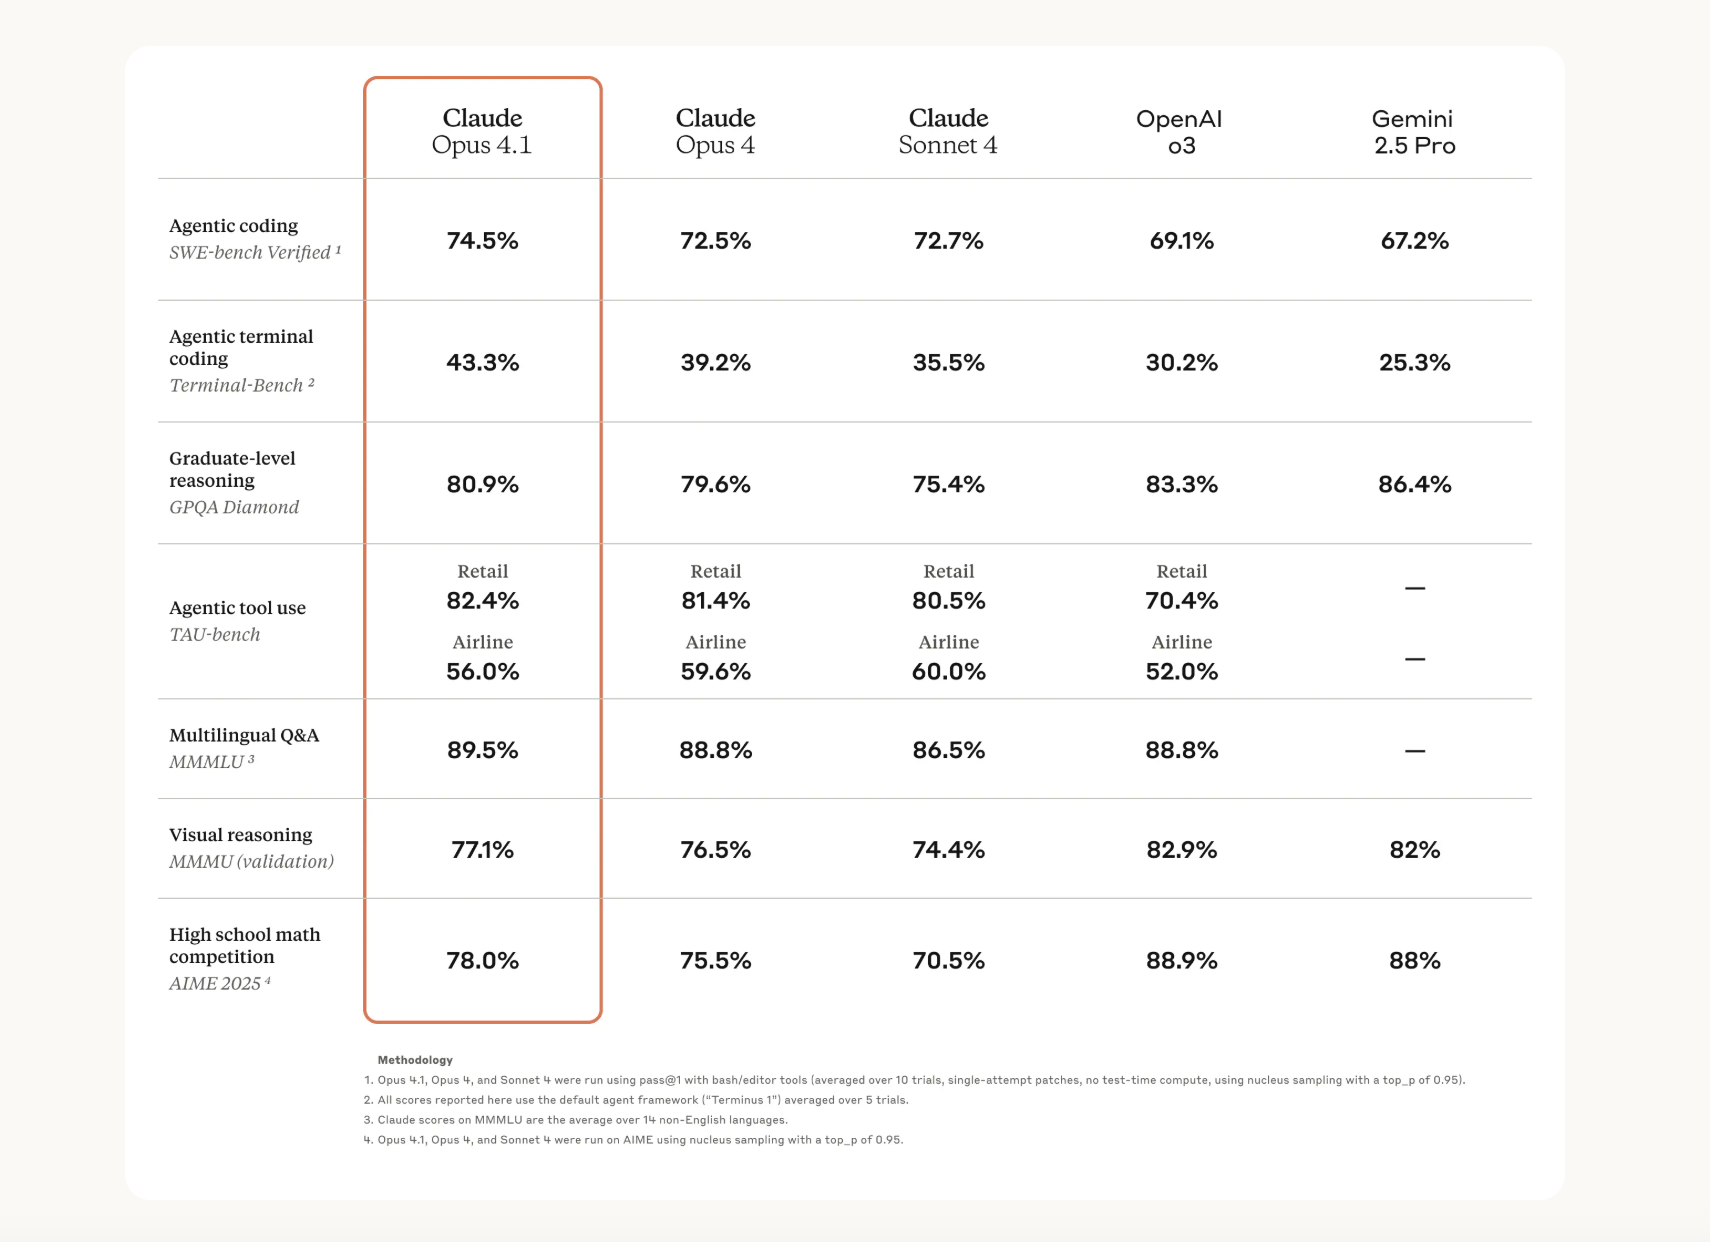 Claude Opus 4.1
Claude Opus 4
Claude Sonnet 4
OpenAI o3
Gemini 2.5 Pro
Agentic coding
SWE-bench Verified ¹
74.5% 72.5% 72.7% 69.1% 67.2%
Agentic terminal
coding
Terminal-Bench ²
43.3% 39.2% 35.5% 30.2% 25.3%
Graduate-level
reasoning
GPQA Diamond
80.9% 79.6% 75.4% 83.3% 86.4%
Agentic tool use
TAU-bench
Retail Retail Retail Retail
82.4% 81.4% 80.5% 70.4% —
Airline Airline Airline Airline
56.0% 59.6% 60.0% 52.0% —
Multilingual Q&A
MMMLU ³
89.5% 88.8% 86.5% 88.8% —
Visual reasoning
MMMU (validation)
77.1% 76.5% 74.4% 82.9% 82%
High school math
competition
AIME 2025 ⁴
78.0% 75.5% 70.5% 88.9% 88%
Methodology
1. Opus 4.1, Opus 4, and Sonnet 4 were run using pass@1 with bash/editor tools (averaged over 10 trials, single-attempt patches, no test-time compute, using nucleus sampling with a top_p of 0.95).
2. All scores reported here use the default agent framework (“Terminus 1”) averaged over 5 trials.
3. Claude scores on MMMLU are the average over 14 non-English languages.
4. Opus 4.1, Opus 4, and Sonnet 4 were run on AIME using nucleus sampling with a top_p of 0.95.